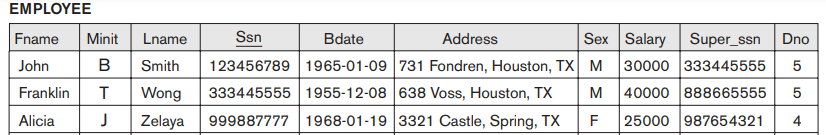 EMPLOYEE
Fname Minit Lname Ssn Bdate Address Sex Salary Super_ssn Dno
John B Smith 123456789 1965-01-09 731 Fondren, Houston, TX M 30000 333445555 5
Franklin T Wong 333445555 1955-12-08 638 Voss, Houston, TX M 40000 888665555 5
Alicia J Zelaya 999887777 1968-01-19 3321 Castle, Spring, TX F 25000 987654321 4